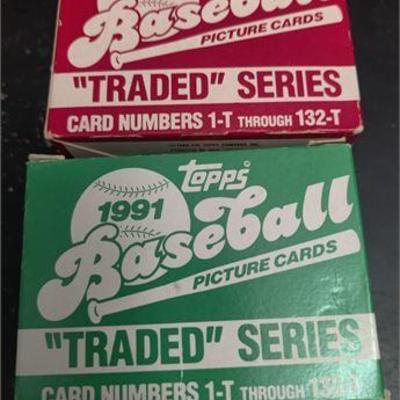 Baseball
PICTURE CARDS
"TRADED" SERIES
CARD NUMBERS 1-T THROUGH 132-T
topps
1991
Baseball
PICTURE CARDS
"TRADED" SERIES
CARD NUMBERS 1-T THROUGH 132-T